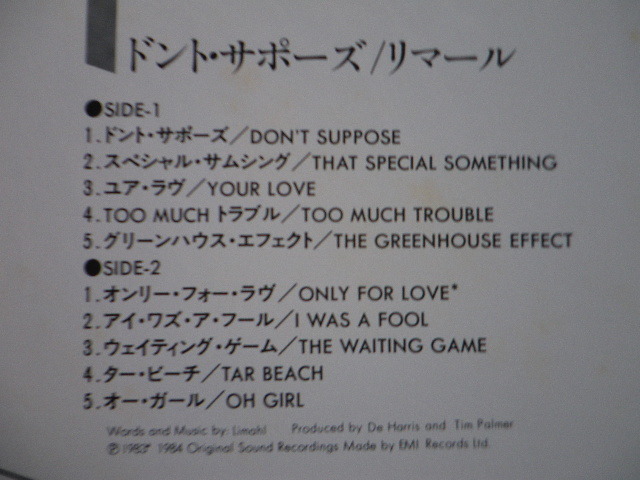 ドント・サポーズ/リマール
●SIDE-1
1.ドント・サポーズ/DON'T SUPPOSE
2.スペシャル・サムシング/THAT SPECIAL SOMETHING
3.ユア・ラヴ/YOUR LOVE
4.TOO MUCH トラブル/TOO MUCH TROUBLE
5.グリーンハウス・エフェクト/THE GREENHOUSE EFFECT
●SIDE-2
1.オンリー・フォー・ラヴ/ONLY FOR LOVE*
2.アイ・ワズ・ア・フール/I WAS A FOOL
3.ウェイティング・ゲーム/THE WAITING GAME
4.ター・ビーチ/TAR BEACH
5.オー・ガール/OH GIRL
Words and Music by: Limahl Produced by De Harris and Tim Palmer
Ⓟ1983* 1984 Original Sound Recordings Made by EMI Records Ltd.